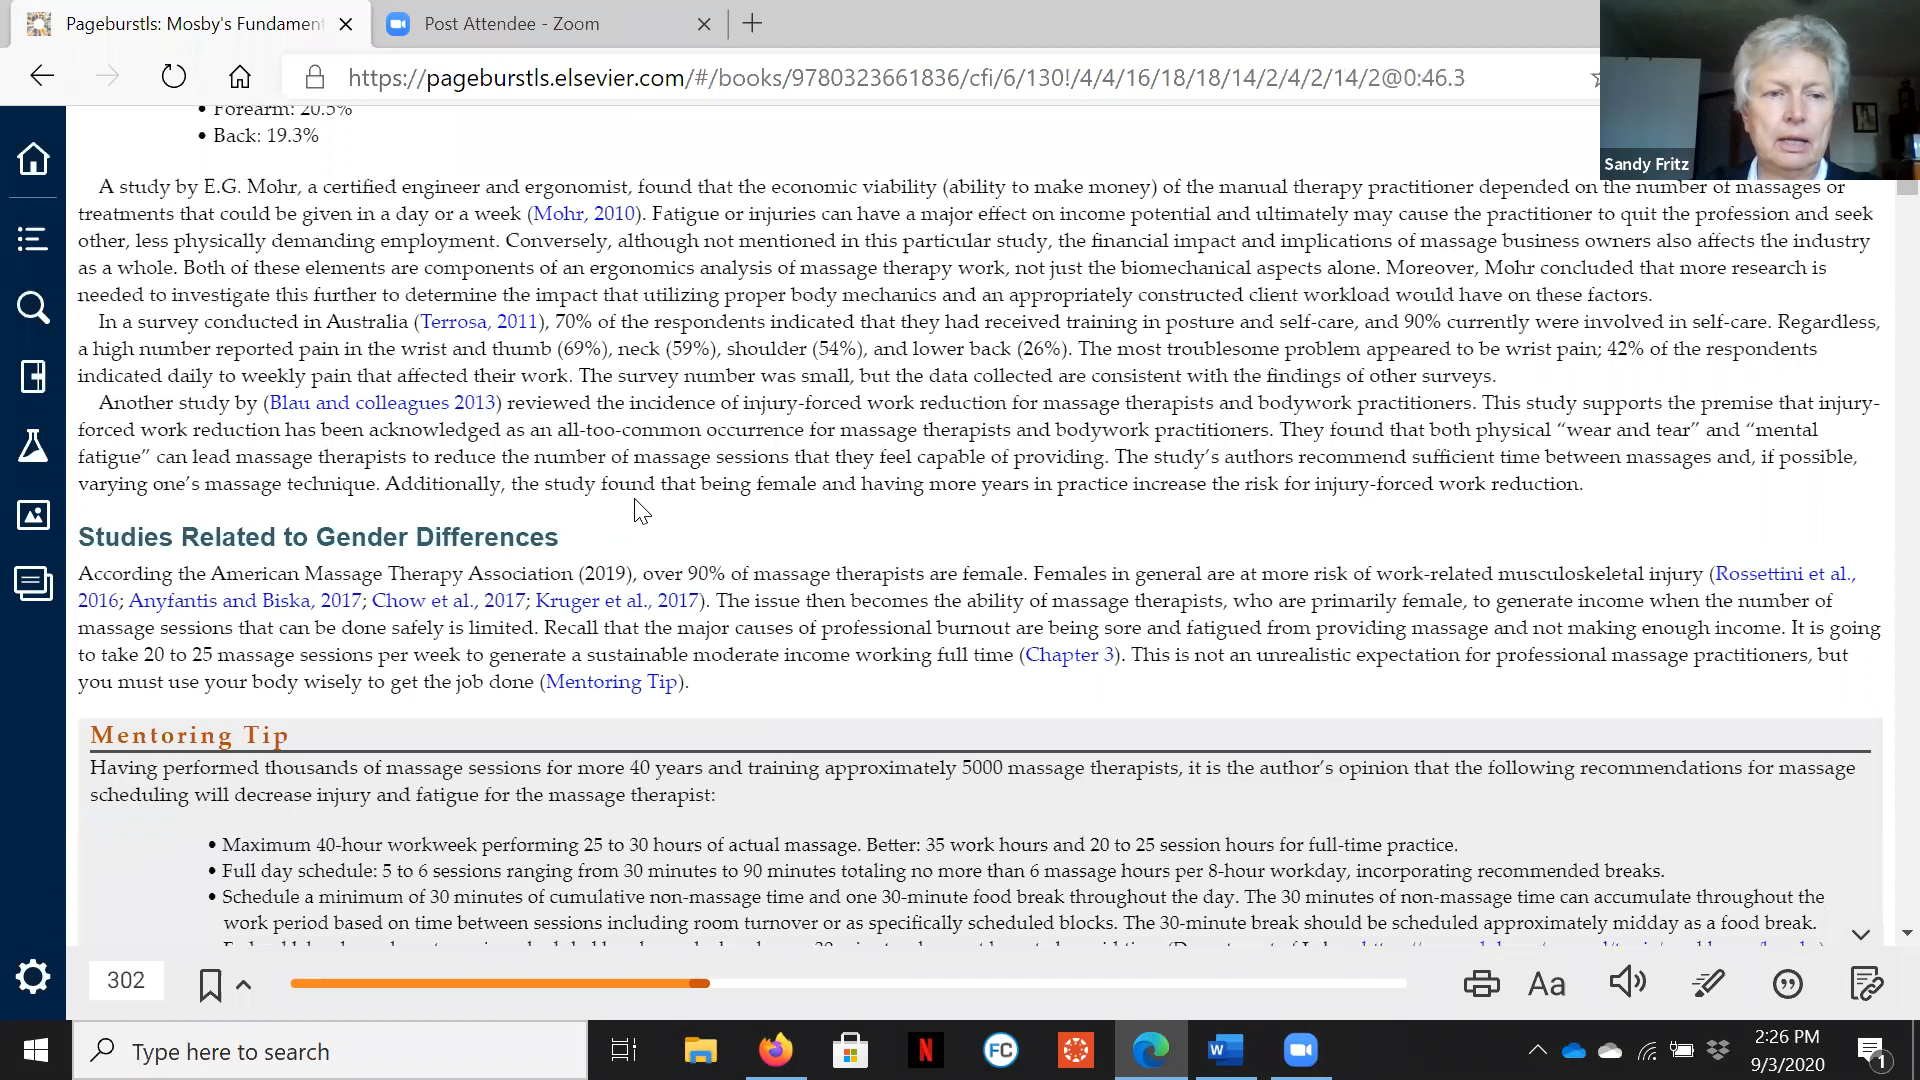 Pageburstls: Mosby's Fundament
Post Attendee - Zoom
https://pageburstls.elsevier.com/#/books/9780323661836/cfi/6/130!/4/4/16/18/18/14/2/4/2/14/2@0:46.3
Sandy Fritz
• Forearm: 20.5%
• Back: 19.3%
A study by E.G. Mohr, a certified engineer and ergonomist, found that the economic viability (ability to make money) of the manual therapy practitioner depended on the number of massages or
treatments that could be given in a day or a week (Mohr, 2010). Fatigue or injuries can have a major effect on income potential and ultimately may cause the practitioner to quit the profession and seek
other, less physically demanding employment. Conversely, although not mentioned in this particular study, the financial impact and implications of massage business owners also affects the industry
as a whole. Both of these elements are components of an ergonomics analysis of massage therapy work, not just the biomechanical aspects alone. Moreover, Mohr concluded that more research is
needed to investigate this further to determine the impact that utilizing proper body mechanics and an appropriately constructed client workload would have on these factors.
In a survey conducted in Australia (Terrosa, 2011), 70% of the respondents indicated that they had received training in posture and self-care, and 90% currently were involved in self-care. Regardless,
a high number reported pain in the wrist and thumb (69%), neck (59%), shoulder (54%), and lower back (26%). The most troublesome problem appeared to be wrist pain; 42% of the respondents
indicated daily to weekly pain that affected their work. The survey number was small, but the data collected are consistent with the findings of other surveys.
Another study by (Blau and colleagues 2013) reviewed the incidence of injury-forced work reduction for massage therapists and bodywork practitioners. This study supports the premise that injury-
forced work reduction has been acknowledged as an all-too-common occurrence for massage therapists and bodywork practitioners. They found that both physical “wear and tear” and “mental
fatigue” can lead massage therapists to reduce the number of massage sessions that they feel capable of providing. The study’s authors recommend sufficient time between massages and, if possible,
varying one’s massage technique. Additionally, the study found that being female and having more years in practice increase the risk for injury-forced work reduction.
Studies Related to Gender Differences
According the American Massage Therapy Association (2019), over 90% of massage therapists are female. Females in general are at more risk of work-related musculoskeletal injury (Rossettini et al.,
2016; Anyfantis and Biska, 2017; Chow et al., 2017; Kruger et al., 2017). The issue then becomes the ability of massage therapists, who are primarily female, to generate income when the number of
massage sessions that can be done safely is limited. Recall that the major causes of professional burnout are being sore and fatigued from providing massage and not making enough income. It is going
to take 20 to 25 massage sessions per week to generate a sustainable moderate income working full time (Chapter 3). This is not an unrealistic expectation for professional massage practitioners, but
you must use your body wisely to get the job done (Mentoring Tip).
Mentoring Tip
Having performed thousands of massage sessions for more 40 years and training approximately 5000 massage therapists, it is the author’s opinion that the following recommendations for massage
scheduling will decrease injury and fatigue for the massage therapist:
• Maximum 40-hour workweek performing 25 to 30 hours of actual massage. Better: 35 work hours and 20 to 25 session hours for full-time practice.
• Full day schedule: 5 to 6 sessions ranging from 30 minutes to 90 minutes totaling no more than 6 massage hours per 8-hour workday, incorporating recommended breaks.
• Schedule a minimum of 30 minutes of cumulative non-massage time and one 30-minute food break throughout the day. The 30 minutes of non-massage time can accumulate throughout the
work period based on time between sessions including room turnover or as specifically scheduled blocks. The 30-minute break should be scheduled approximately midday as a food break.
302
Aa
Type here to search
N
FC
W
2:26 PM
9/3/2020
1